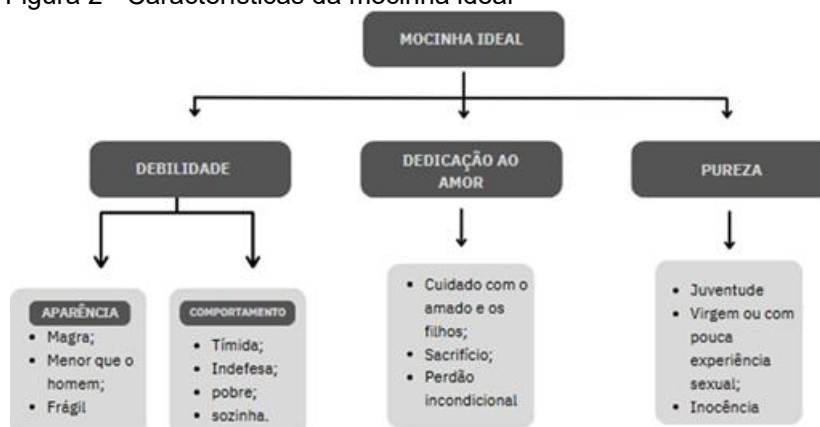 Figura 2 - Características da mocinha ideal
MOCINHA IDEAL
DEBILIDADE
DEDICAÇÃO AO
AMOR
PUREZA
APARÊNCIA
• Magra;
• Menor que o
homem;
• Frágil
COMPORTAMENTO
• Tímida;
• Indefesa;
• pobre;
• sozinha.
• Cuidado com o
amado e os
filhos;
• Sacrifício;
• Perdão
incondicional
• Juventude
• Virgem ou com
pouca
experiência
sexual;
• Inocência